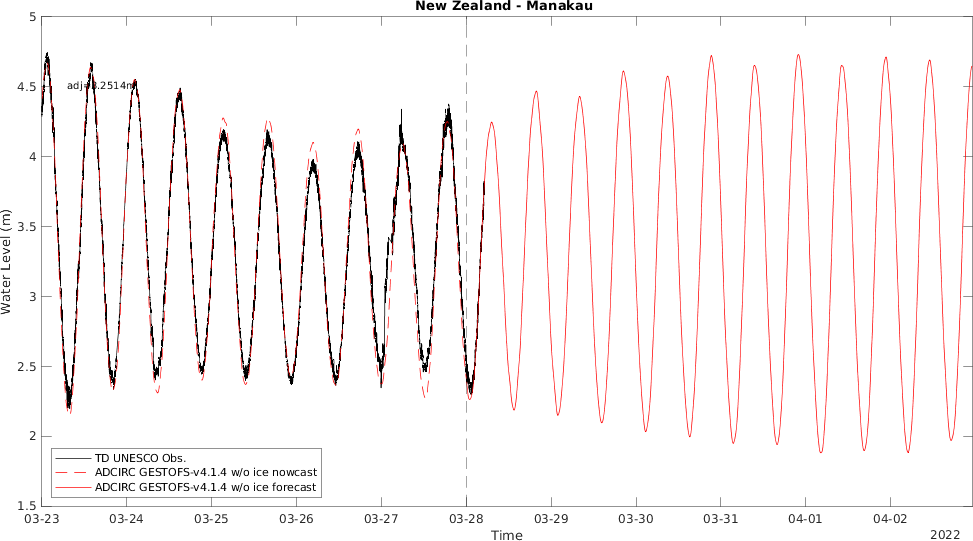 New Zealand - Manakau
5
4.5
4
3.5
3
2.5
2
1.5
Water Level (m)
adj=3.2514m
TD UNESCO Obs.
ADCIRC GESTOFS-v4.1.4 w/o ice nowcast
ADCIRC GESTOFS-v4.1.4 w/o ice forecast
03-23 03-24 03-25 03-26 03-27 03-28 03-29 03-30 03-31 04-01 04-02
Time
2022